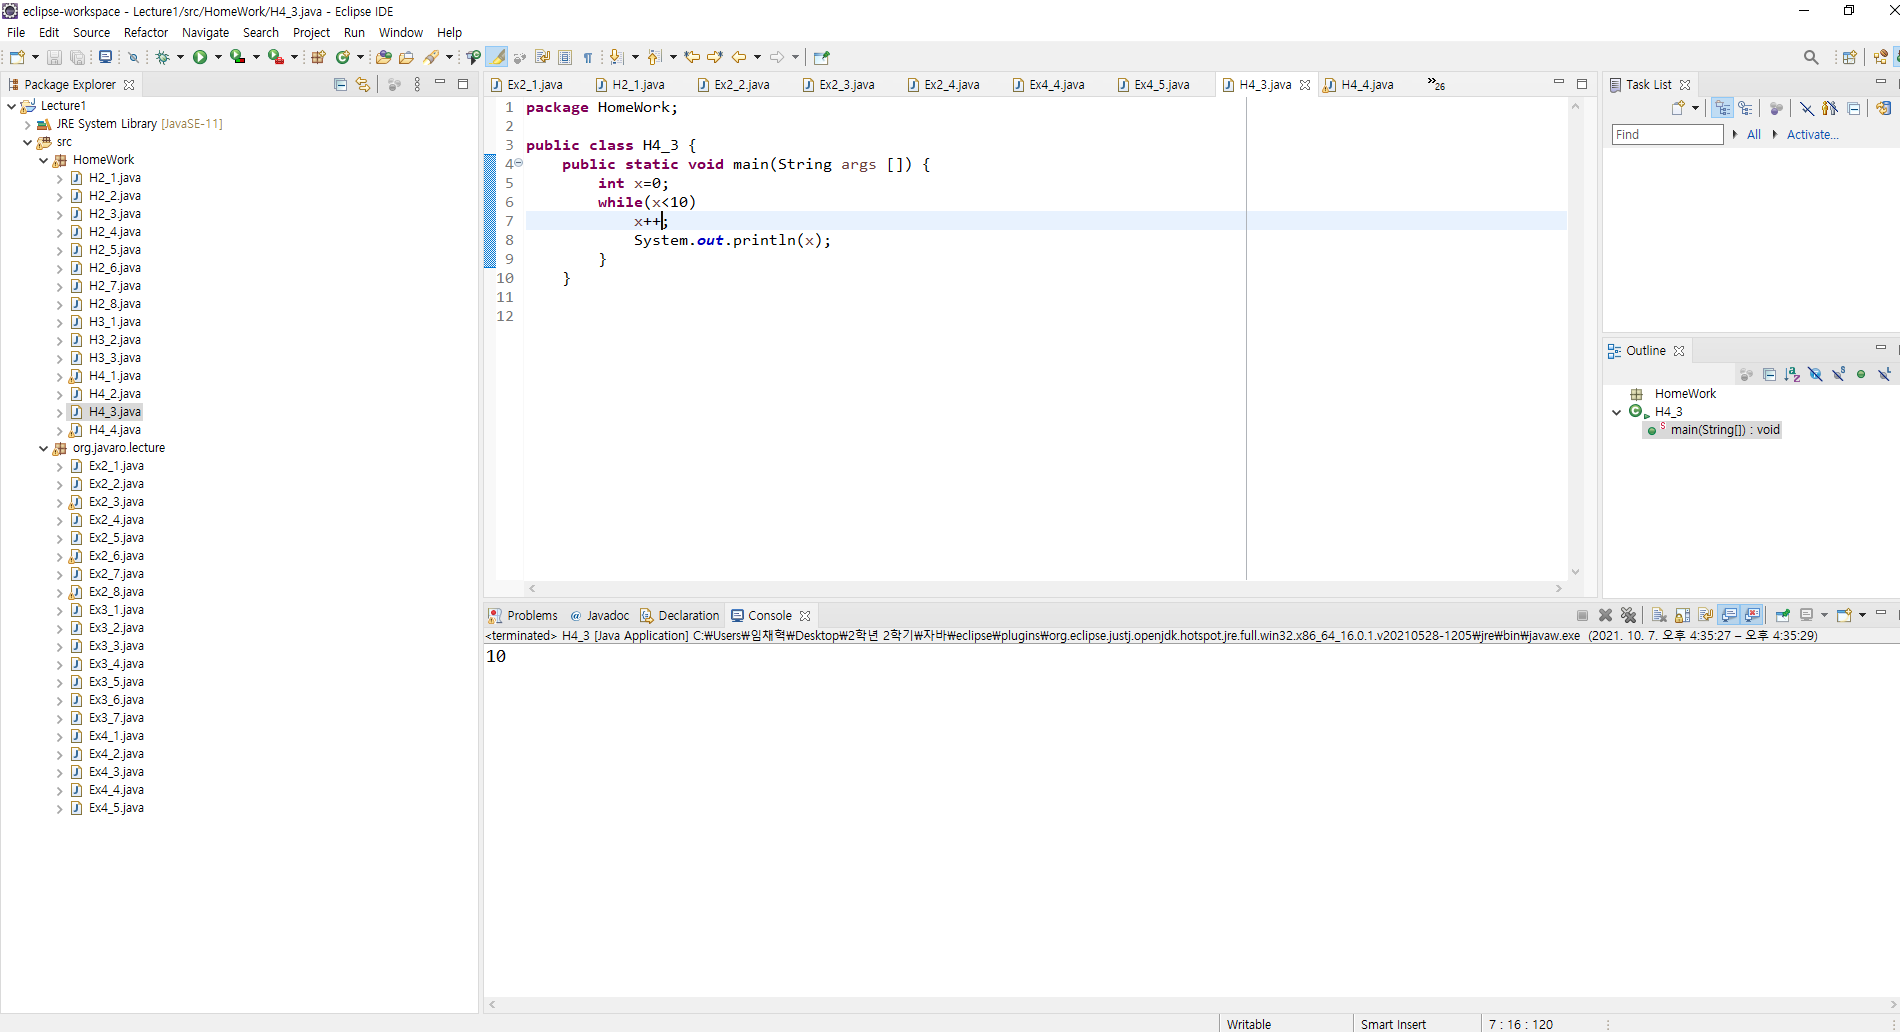 eclipse-workspace - Lecture1/src/HomeWork/H4_3.java - Eclipse IDE
File Edit Source Refactor Navigate Search Project Run Window Help
Package Explorer
Lecture1
JRE System Library [JavaSE-11]
src
HomeWork
H2_1.java
H2_2.java
H2_3.java
H2_4.java
H2_5.java
H2_6.java
H2_7.java
H2_8.java
H3_1.java
H3_2.java
H3_3.java
H4_1.java
H4_2.java
H4_3.java
H4_4.java
org.javaro.lecture
Ex2_1.java
Ex2_2.java
Ex2_3.java
Ex2_4.java
Ex2_5.java
Ex2_6.java
Ex2_7.java
Ex2_8.java
Ex3_1.java
Ex3_2.java
Ex3_3.java
Ex3_4.java
Ex3_5.java
Ex3_6.java
Ex3_7.java
Ex4_1.java
Ex4_2.java
Ex4_3.java
Ex4_4.java
Ex4_5.java
Ex2_1.java H2_1.java Ex2_2.java Ex2_3.java Ex2_4.java Ex4_4.java Ex4_5.java H4_3.java H4_4.java »26
1 package HomeWork;
2
3 public class H4_3 {
4 public static void main(String args []) {
5 int x=0;
6 while(x<10)
7 x++;
8 System.out.println(x);
9 }
10 }
11
12
Task List
Find All Activate...
Outline
HomeWork
H4_3
main(String[]) : void
Problems Javadoc Declaration Console
<terminated> H4_3 [Java Application] C:₩Users₩임채혁₩Desktop₩2학년 2학기₩자바₩eclipse₩plugins₩org.eclipse.justj.openjdk.hotspot.jre.full.win32.x86_64_16.0.1.v20210528-1205₩jre₩bin₩javaw.exe (2021. 10. 7. 오후 4:35:27 – 오후 4:35:29)
10
Writable Smart Insert 7 : 16 : 120